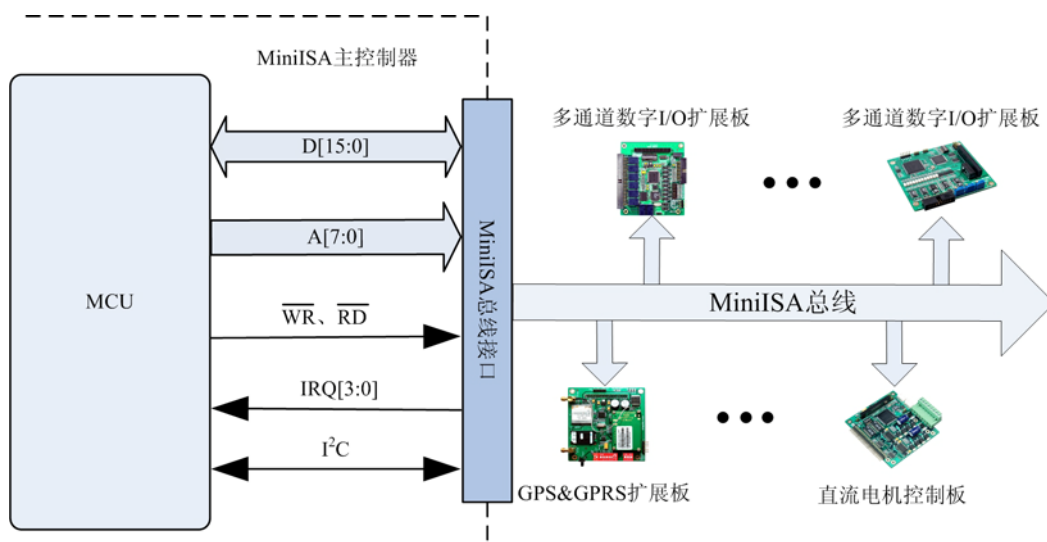 MiniISA主控制器
MCU
D[15:0]
A[7:0]
WR、RD
IRQ[3:0]
I²C
MiniISA总线接口
多通道数字I/O扩展板
多通道数字I/O扩展板
MiniISA总线
GPS&GPRS扩展板
直流电机控制板